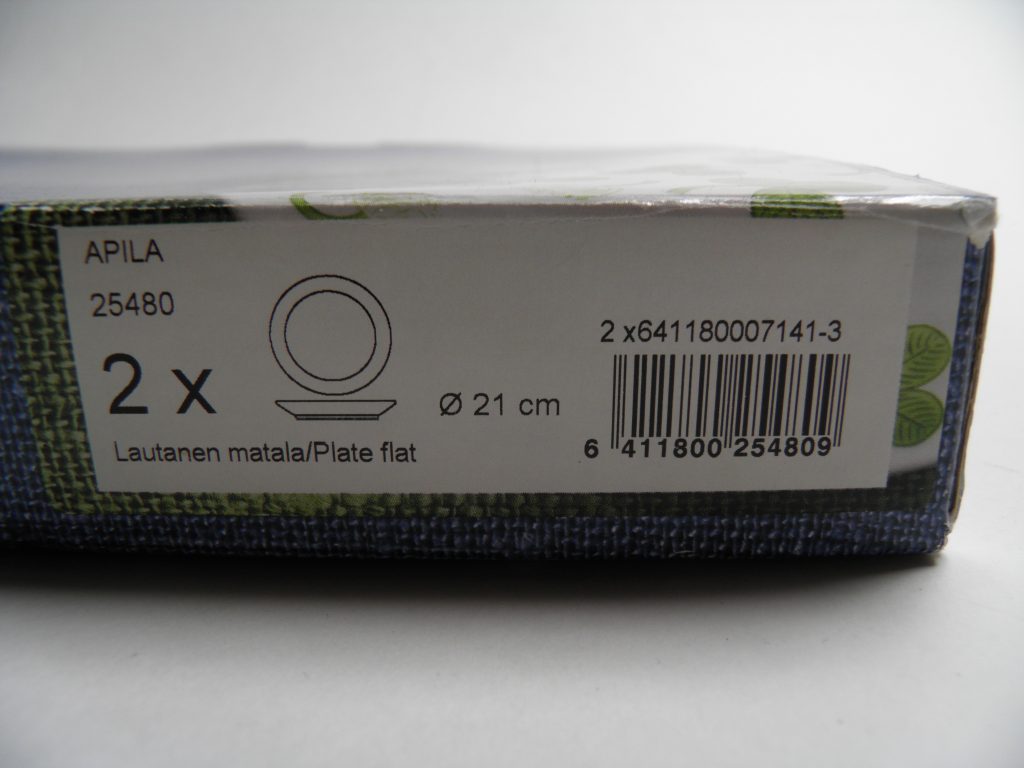 APILA
25480
2 x
Lautanen matala/Plate flat
Ø 21 cm
2 x641180007141-3
6 411800 254809